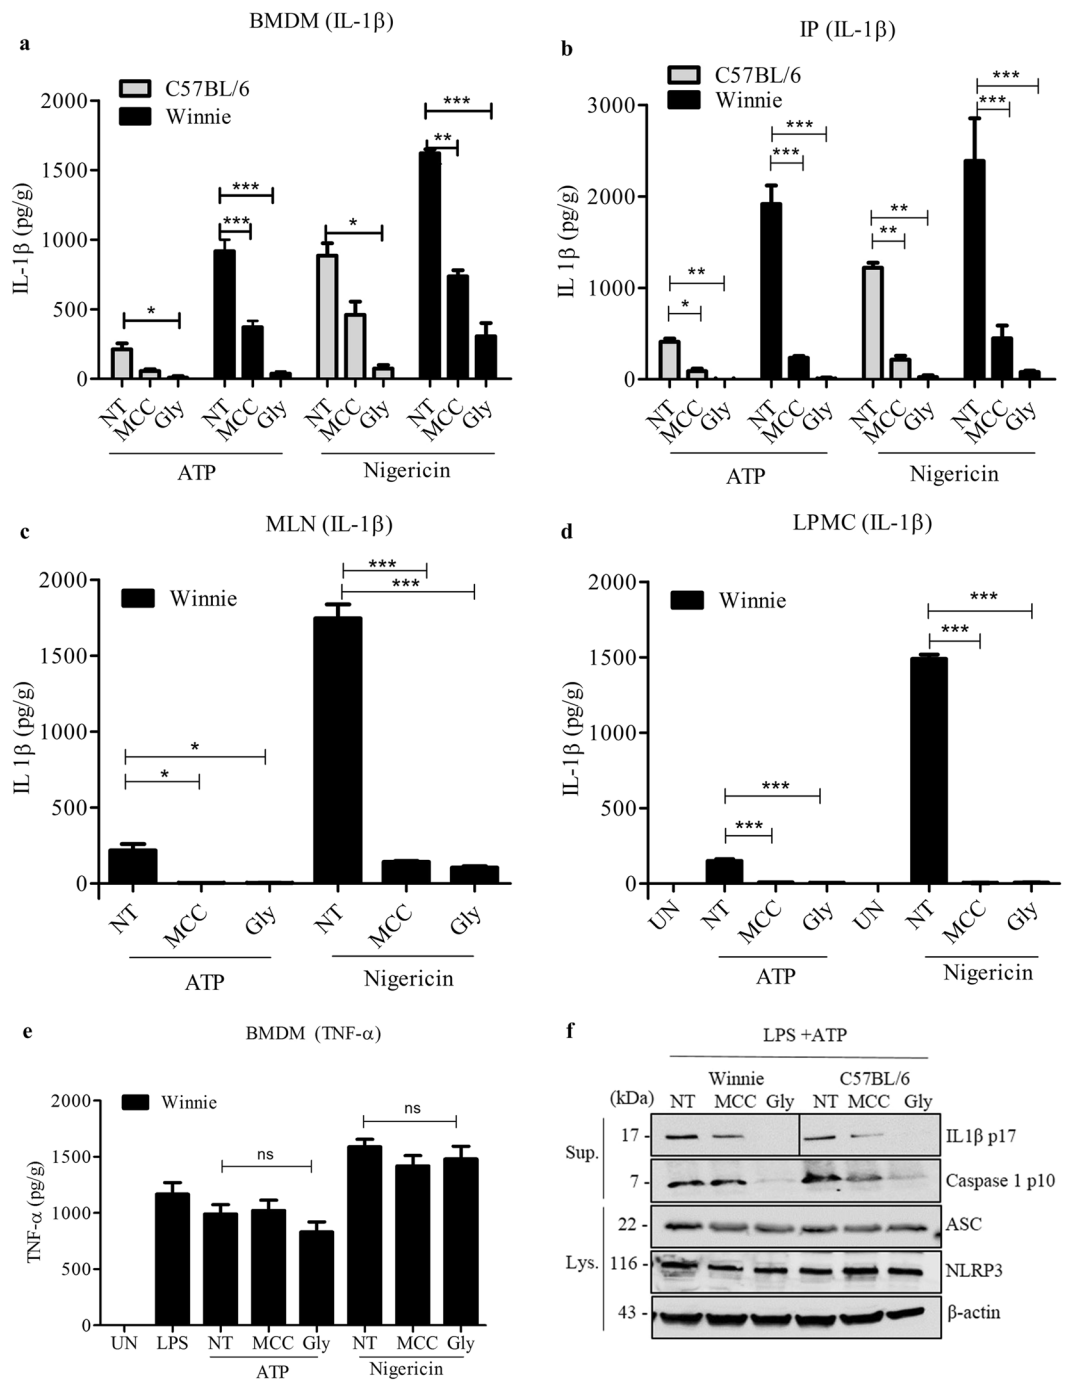 BMDM (IL-1β)
a
C57BL/6
Winnie
IL-1β (pg/g)
2000
1500
1000
500
0
***
**
***
***
*
*
NT MCC Gly NT MCC Gly NT MCC Gly NT MCC Gly
ATP Nigericin
IP (IL-1β)
b
C57BL/6
Winnie
IL 1β (pg/g)
3000
2000
1000
0
***
***
***
***
**
**
**
*
NT MCC Gly NT MCC Gly NT MCC Gly NT MCC Gly
ATP Nigericin
MLN (IL-1β)
c
Winnie
IL 1β (pg/g)
2000
1500
1000
500
0
***
***
*
*
NT MCC Gly NT MCC Gly
ATP Nigericin
LPMC (IL-1β)
d
Winnie
IL-1β (pg/g)
2000
1500
1000
500
0
***
***
***
***
UN NT MCC Gly UN NT MCC Gly
ATP Nigericin
e
BMDM (TNF-α)
Winnie
TNF-α (pg/g)
2000
1500
1000
500
0
ns
ns
UN LPS NT MCC Gly NT MCC Gly
ATP Nigericin
f
LPS +ATP
Winnie C57BL/6
(kDa) NT MCC Gly NT MCC Gly
Sup.
17 - IL1β p17
7 - Caspase 1 p10
Lys.
22 - ASC
116 - NLRP3
43 - β-actin